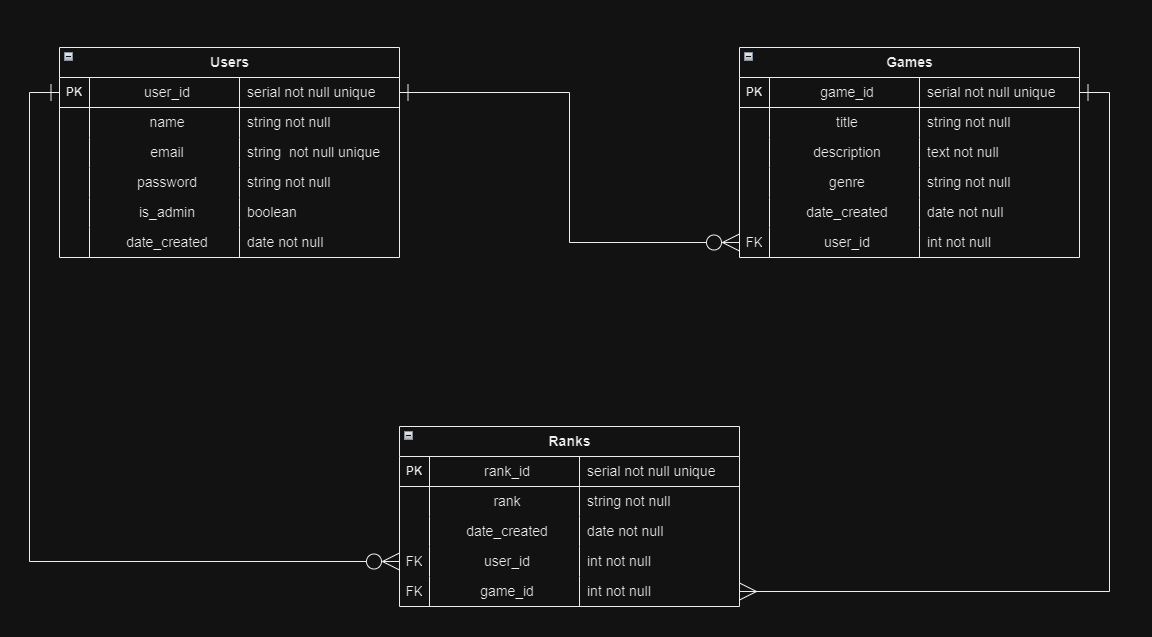 Users
PK user_id serial not null unique
name string not null
email string  not null unique
password string not null
is_admin boolean
date_created date not null
Games
PK game_id serial not null unique
title string not null
description text not null
genre string not null
date_created date not null
FK user_id int not null
Ranks
PK rank_id serial not null unique
rank string not null
date_created date not null
FK user_id int not null
FK game_id int not null